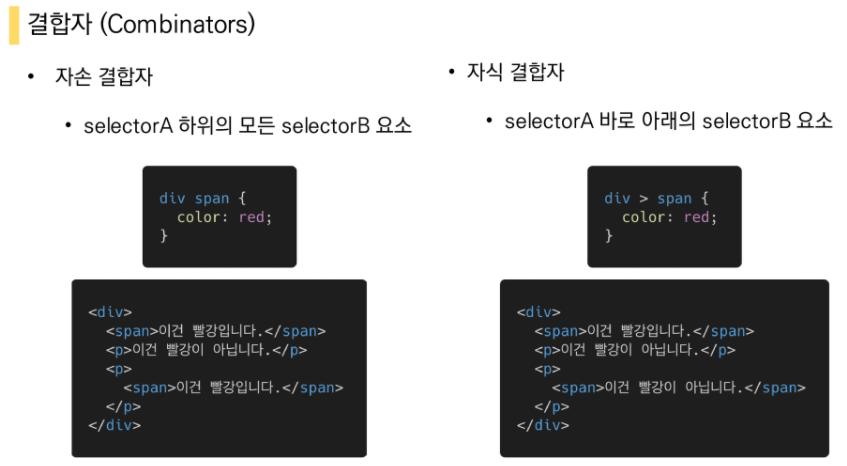 결합자 (Combinators)
• 자손 결합자
• selectorA 하위의 모든 selectorB 요소
div span {
  color: red;
}
<div>
  <span>이건 빨강입니다.</span>
  <p>이건 빨강이 아닙니다.</p>
  <p>
    <span>이건 빨강입니다.</span>
  </p>
</div>
• 자식 결합자
• selectorA 바로 아래의 selectorB 요소
div > span {
  color: red;
}
<div>
  <span>이건 빨강입니다.</span>
  <p>이건 빨강이 아닙니다.</p>
  <p>
    <span>이건 빨강이 아닙니다.</span>
  </p>
</div>